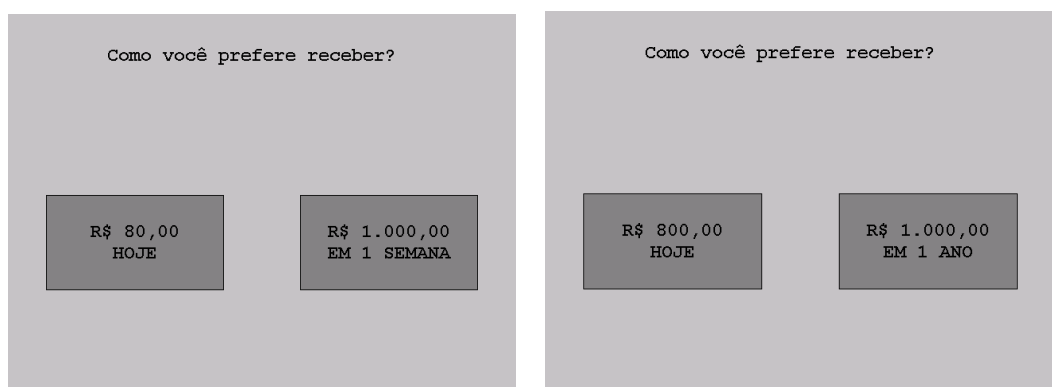 Como você prefere receber?
R$ 80,00
HOJE
R$ 1.000,00
EM 1 SEMANA
Como você prefere receber?
R$ 800,00
HOJE
R$ 1.000,00
EM 1 ANO